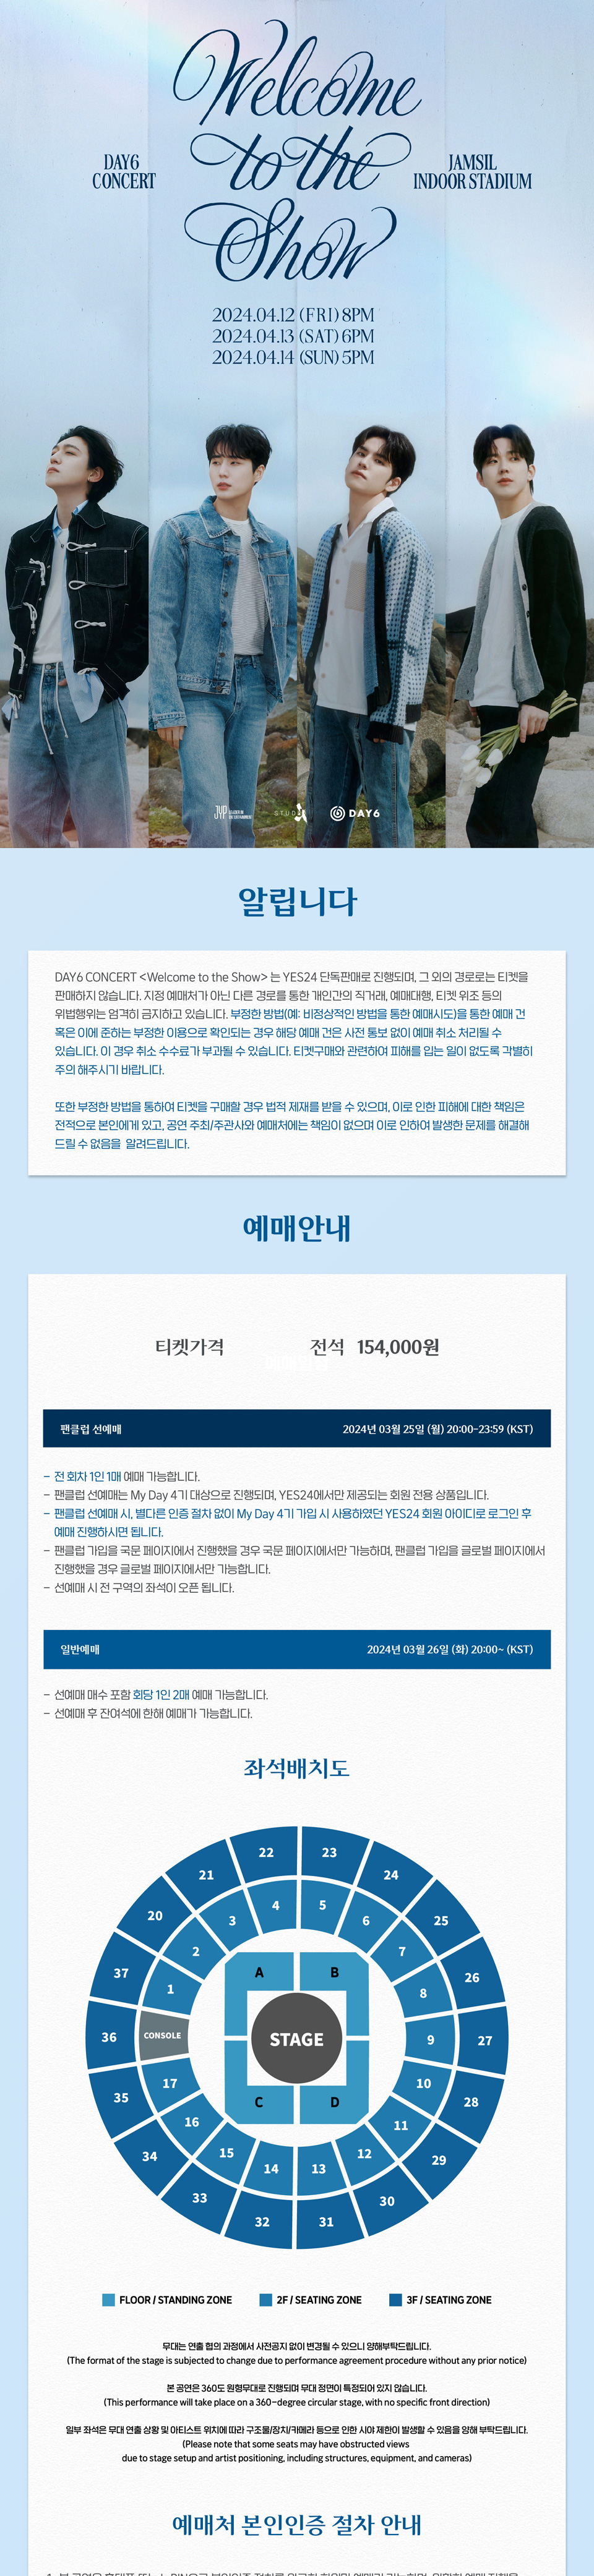 Welcome
to the
Show
DAY6
CONCERT
JAMSIL
INDOOR STADIUM
2024.04.12 (FRI) 8PM
2024.04.13 (SAT) 6PM
2024.04.14 (SUN) 5PM
JYP
STUDIO
DAY6
알립니다
DAY6 CONCERT <Welcome to the Show> 는 YES24 단독판매로 진행되며, 그 외의 경로로는 티켓을
판매하지 않습니다. 지정 예매처가 아닌 다른 경로를 통한 개인간의 직거래, 예매대행, 티켓 위조 등의
위법행위는 엄격히 금지하고 있습니다. 부정한 방법(예: 비정상적인 방법을 통한 예매시도)을 통한 예매 건
혹은 이에 준하는 부정한 이용으로 확인되는 경우 해당 예매 건은 사전 통보 없이 예매 취소 처리될 수
있습니다. 이 경우 취소 수수료가 부과될 수 있습니다. 티켓구매와 관련하여 피해를 입는 일이 없도록 각별히
주의 해주시기 바랍니다.
또한 부정한 방법을 통하여 티켓을 구매할 경우 법적 제재를 받을 수 있으며, 이로 인한 피해에 대한 책임은
전적으로 본인에게 있고, 공연 주최/주관사와 예매처에는 책임이 없으며 이로 인하여 발생한 문제를 해결해
드릴 수 없음을 알려드립니다.
예매안내
티켓가격 전석 154,000원
팬클럽 선예매 2024년 03월 25일 (월) 20:00-23:59 (KST)
- 전 회차 1인 1매 예매 가능합니다.
- 팬클럽 선예매는 My Day 4기 대상으로 진행되며, YES24에서만 제공되는 회원 전용 상품입니다.
- 팬클럽 선예매 시, 별다른 인증 절차 없이 My Day 4기 가입 시 사용하였던 YES24 회원 아이디로 로그인 후
예매 진행하시면 됩니다.
- 팬클럽 가입을 국문 페이지에서 진행했을 경우 국문 페이지에서만 가능하며, 팬클럽 가입을 글로벌 페이지에서
진행했을 경우 글로벌 페이지에서만 가능합니다.
- 선예매 시 전 구역의 좌석이 오픈 됩니다.
일반예매 2024년 03월 26일 (화) 20:00~ (KST)
- 선예매 매수 포함 회당 1인 2매 예매 가능합니다.
- 선예매 후 잔여석에 한해 예매가 가능합니다.
좌석배치도
22 23
21 24
20 25
4 5
3 6
2 7
37 26
A B
1 8
36 CONSOLE STAGE 9 27
17 10
35 28
C D
16 11
15 12
34 29
14 13
33 30
32 31
FLOOR / STANDING ZONE
2F / SEATING ZONE
3F / SEATING ZONE
무대는 연출 협의 과정에서 사전공지 없이 변경될 수 있으니 양해부탁드립니다.
(The format of the stage is subjected to change due to performance agreement procedure without any prior notice)
본 공연은 360도 원형무대로 진행되며 무대 정면이 특정되어 있지 않습니다.
(This performance will take place on a 360-degree circular stage, with no specific front direction)
일부 좌석은 무대 연출 상황 및 아티스트 위치에 따라 구조물/장치/카메라 등으로 인한 시야 제한이 발생할 수 있음을 양해 부탁드립니다.
(Please note that some seats may have obstructed views
due to stage setup and artist positioning, including structures, equipment, and cameras)
예매처 본인인증 절차 안내